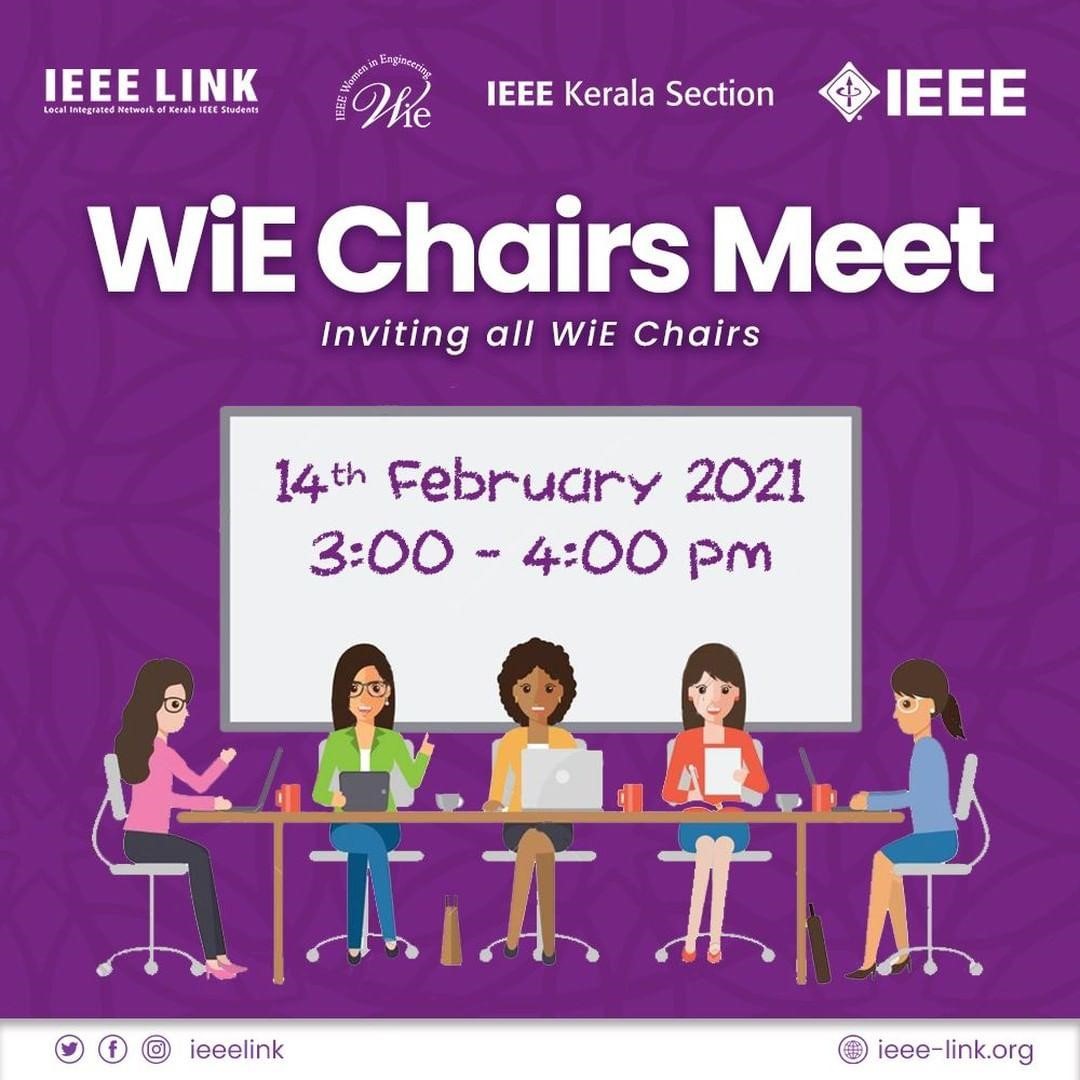 IEEE LINK
Local Integrated Network of Kerala IEEE Students
IEEE Women in Engineering
WiE
IEEE Kerala Section
IEEE
WiE Chairs Meet
Inviting all WiE Chairs
14th February 2021
3:00 - 4:00 pm
ieeelink
ieee-link.org